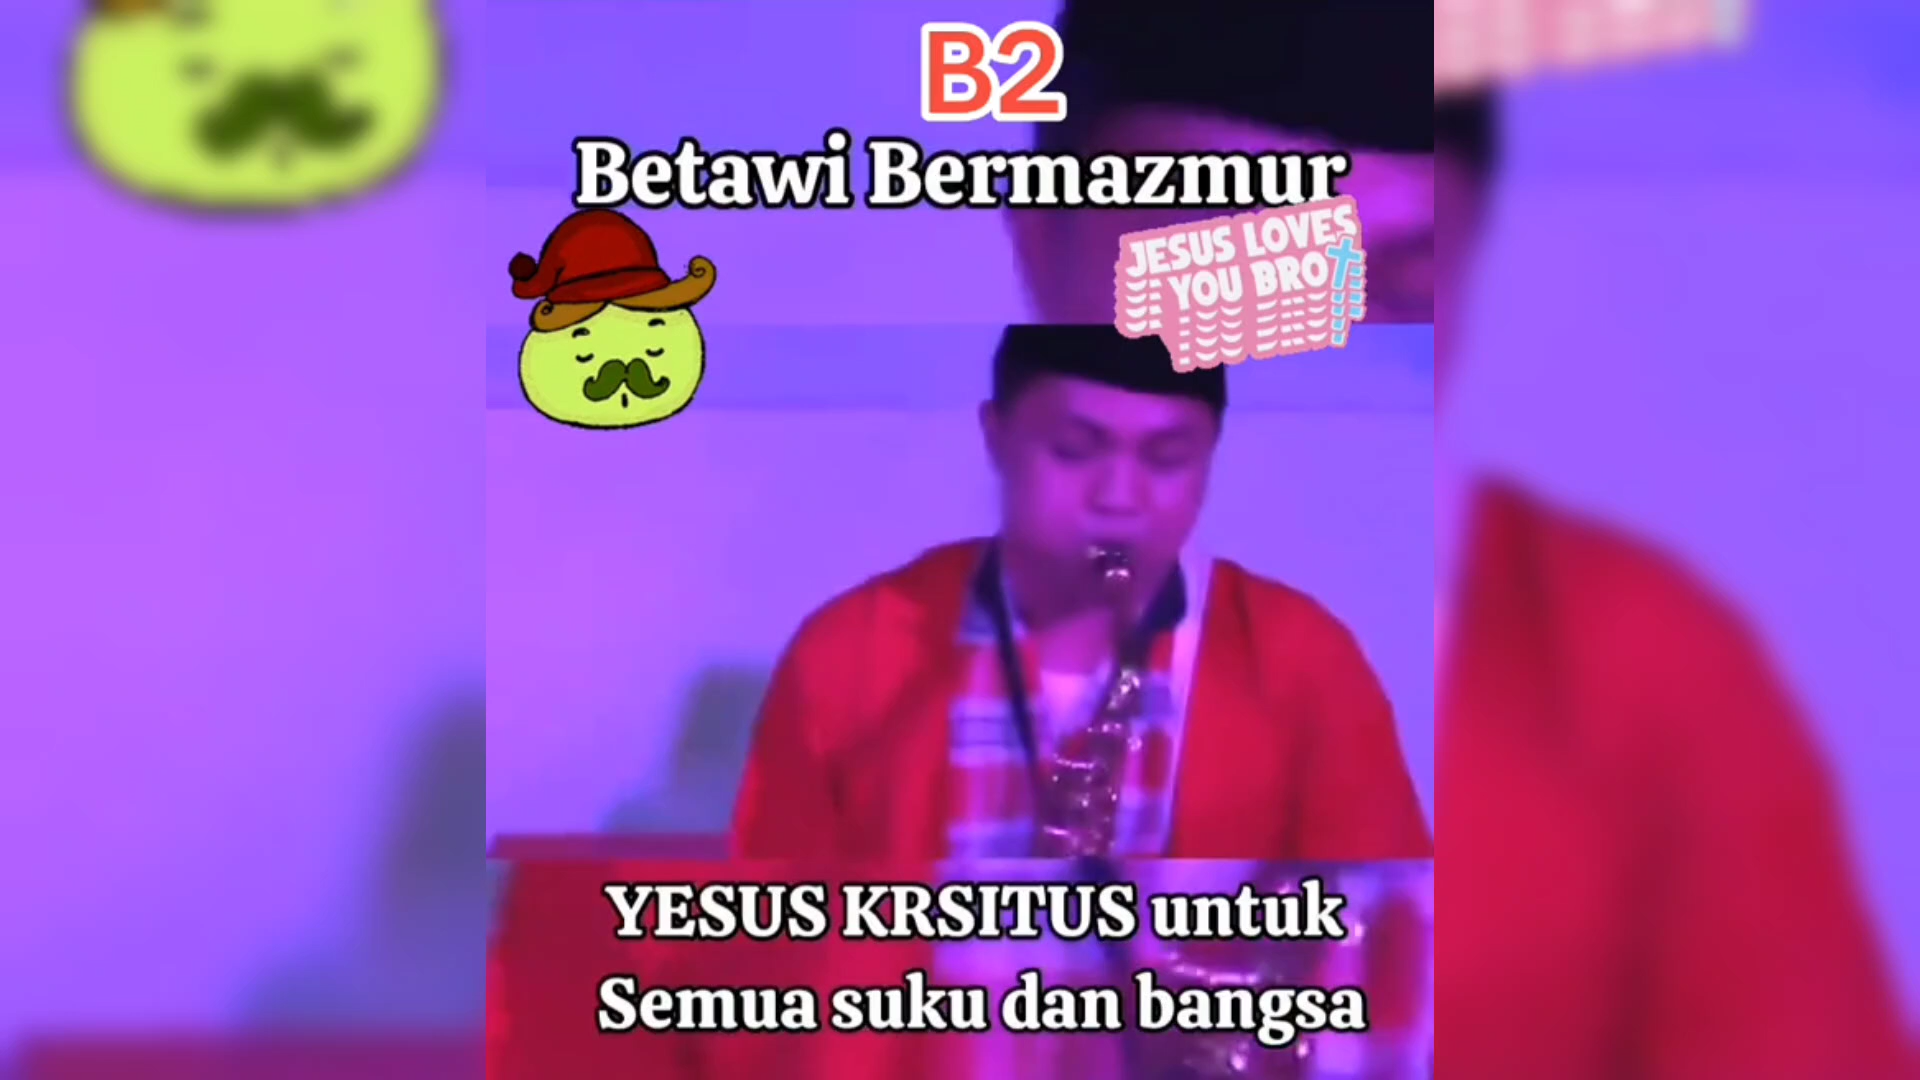 B2
Betawi Bermazmur
JESUS LOVES
YOU BRO
YESUS KRSITUS untuk
Semua suku dan bangsa